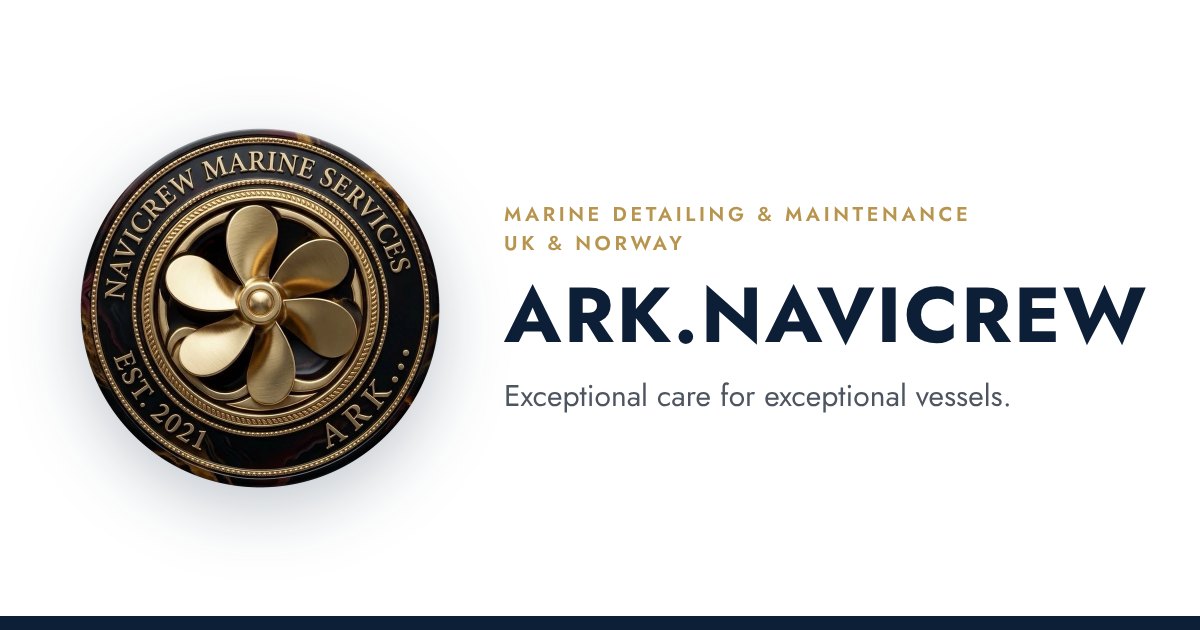 NAVICREW MARINE SERVICES
EST. 2021
ARK...
MARINE DETAILING & MAINTENANCE
UK & NORWAY
ARK.NAVICREW
Exceptional care for exceptional vessels.